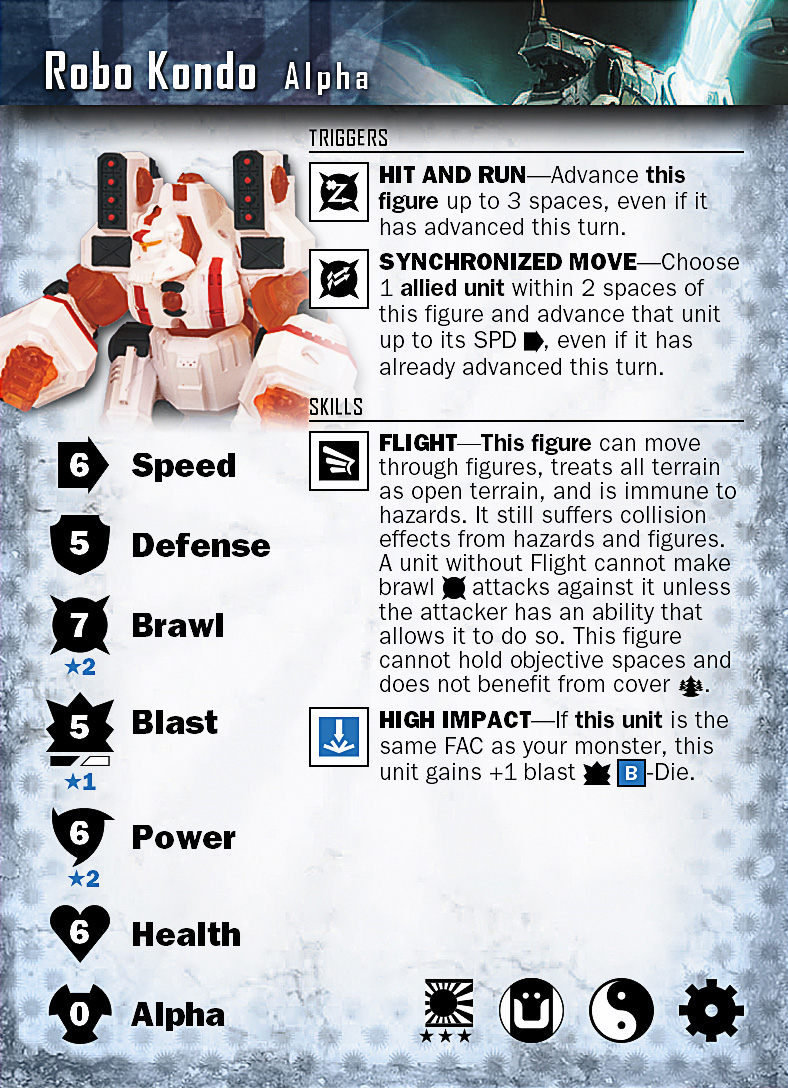 Robo Kondo Alpha
TRIGGERS
HIT AND RUN—Advance this
figure up to 3 spaces, even if it
has advanced this turn.
SYNCHRONIZED MOVE—Choose
1 allied unit within 2 spaces of
this figure and advance that unit
up to its SPD, even if it has
already advanced this turn.
SKILLS
FLIGHT—This figure can move
through figures, treats all terrain
as open terrain, and is immune to
hazards. It still suffers collision
effects from hazards and figures.
A unit without Flight cannot make
brawl attacks against it unless
the attacker has an ability that
allows it to do so. This figure
cannot hold objective spaces and
does not benefit from cover.
HIGH IMPACT—If this unit is the
same FAC as your monster, this
unit gains +1 blast B-Die.
6 Speed
5 Defense
7 Brawl
★2
5 Blast
★1
6 Power
★2
6 Health
0 Alpha
★★★